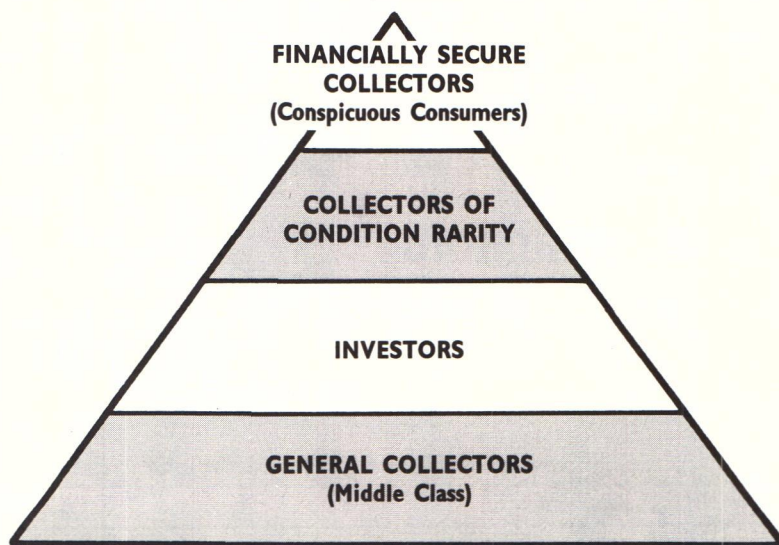 FINANCIALLY SECURE
COLLECTORS
(Conspicuous Consumers)
COLLECTORS OF
CONDITION RARITY
INVESTORS
GENERAL COLLECTORS
(Middle Class)